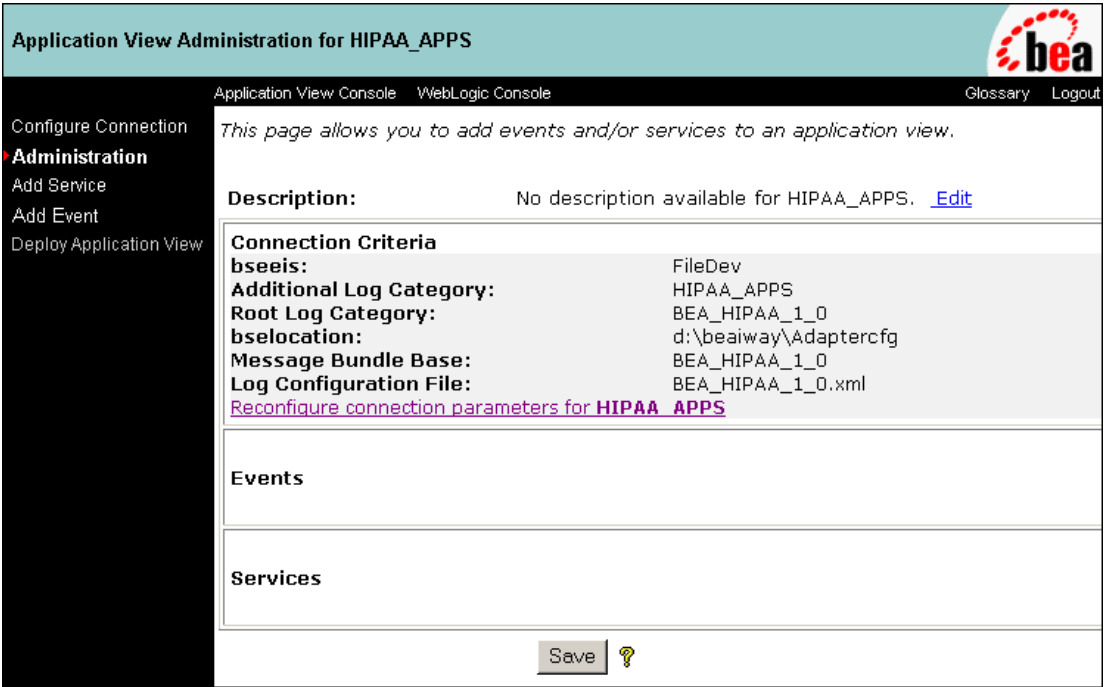 Application View Administration for HIPAA_APPS
bea
Application View Console WebLogic Console Glossary Logout
Configure Connection
Administration
Add Service
Add Event
Deploy Application View
This page allows you to add events and/or services to an application view.
Description: No description available for HIPAA_APPS. Edit
Connection Criteria
bseeis: FileDev
Additional Log Category: HIPAA_APPS
Root Log Category: BEA_HIPAA_1_0
bselocation: d:\beaiway\Adaptercfg
Message Bundle Base: BEA_HIPAA_1_0
Log Configuration File: BEA_HIPAA_1_0.xml
Reconfigure connection parameters for HIPAA_APPS
Events
Services
Save ?